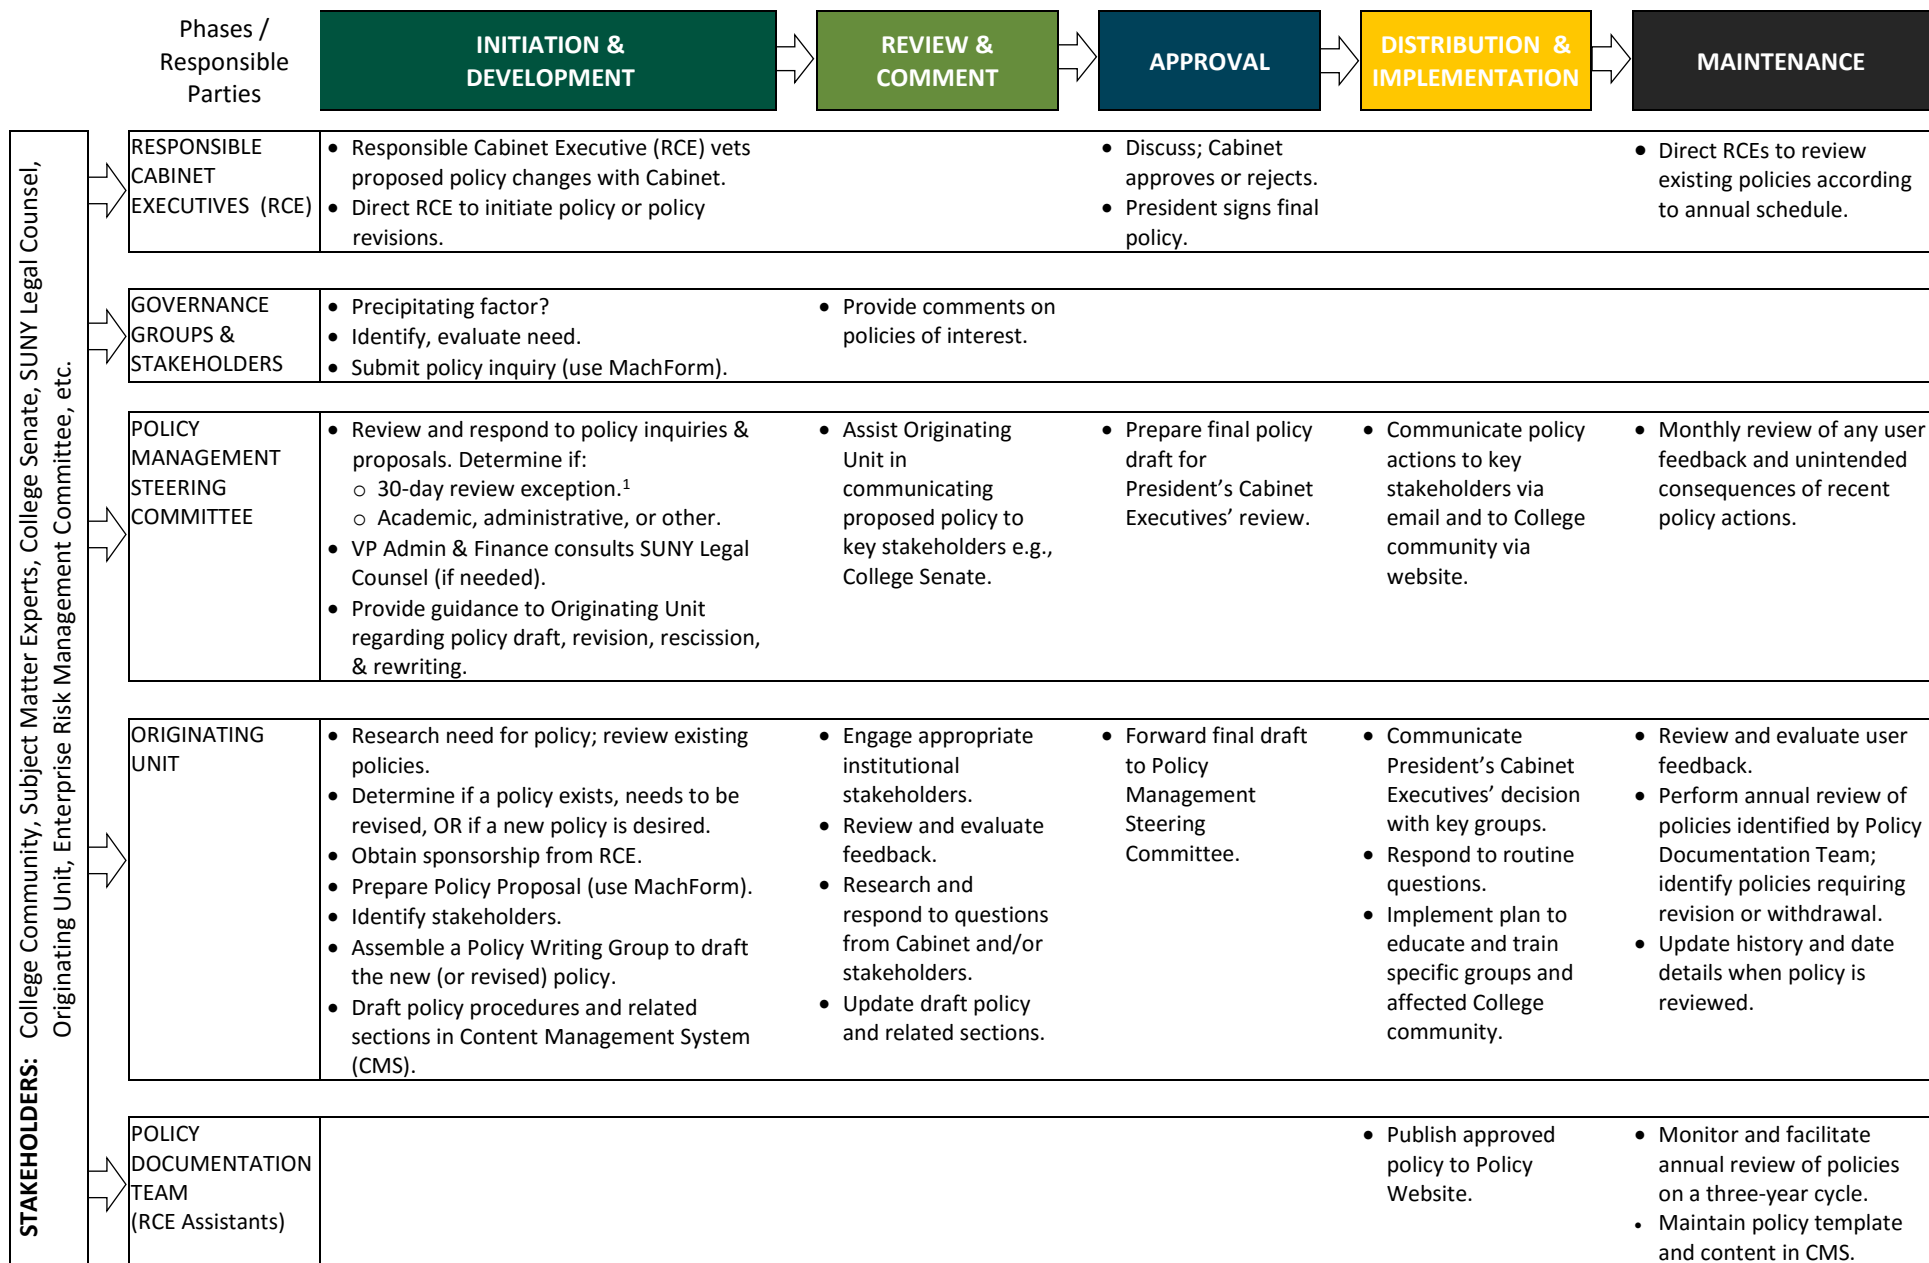 Phases /
Responsible
Parties
INITIATION &
DEVELOPMENT
REVIEW &
COMMENT
APPROVAL
DISTRIBUTION &
IMPLEMENTATION
MAINTENANCE
STAKEHOLDERS: College Community, Subject Matter Experts, College Senate, SUNY Legal Counsel,
Originating Unit, Enterprise Risk Management Committee, etc.
RESPONSIBLE
CABINET
EXECUTIVES (RCE)
• Responsible Cabinet Executive (RCE) vets
proposed policy changes with Cabinet.
• Direct RCE to initiate policy or policy
revisions.
• Discuss; Cabinet
approves or rejects.
• President signs final
policy.
• Direct RCEs to review
existing policies according
to annual schedule.
GOVERNANCE
GROUPS &
STAKEHOLDERS
• Precipitating factor?
• Identify, evaluate need.
• Submit policy inquiry (use MachForm).
• Provide comments on
policies of interest.
POLICY
MANAGEMENT
STEERING
COMMITTEE
• Review and respond to policy inquiries &
proposals. Determine if:
o 30-day review exception.¹
o Academic, administrative, or other.
• VP Admin & Finance consults SUNY Legal
Counsel (if needed).
• Provide guidance to Originating Unit
regarding policy draft, revision, rescission,
& rewriting.
• Assist Originating
Unit in
communicating
proposed policy to
key stakeholders e.g.,
College Senate.
• Prepare final policy
draft for
President’s Cabinet
Executives’ review.
• Communicate policy
actions to key
stakeholders via
email and to College
community via
website.
• Monthly review of any user
feedback and unintended
consequences of recent
policy actions.
ORIGINATING
UNIT
• Research need for policy; review existing
policies.
• Determine if a policy exists, needs to be
revised, OR if a new policy is desired.
• Obtain sponsorship from RCE.
• Prepare Policy Proposal (use MachForm).
• Identify stakeholders.
• Assemble a Policy Writing Group to draft
the new (or revised) policy.
• Draft policy procedures and related
sections in Content Management System
(CMS).
• Engage appropriate
institutional
stakeholders.
• Review and evaluate
feedback.
• Research and
respond to questions
from Cabinet and/or
stakeholders.
• Update draft policy
and related sections.
• Forward final draft
to Policy
Management
Steering
Committee.
• Communicate
President’s Cabinet
Executives’ decision
with key groups.
• Respond to routine
questions.
• Implement plan to
educate and train
specific groups and
affected College
community.
• Review and evaluate user
feedback.
• Perform annual review of
policies identified by Policy
Documentation Team;
identify policies requiring
revision or withdrawal.
• Update history and date
details when policy is
reviewed.
POLICY
DOCUMENTATION
TEAM
(RCE Assistants)
• Publish approved
policy to Policy
Website.
• Monitor and facilitate
annual review of policies
on a three-year cycle.
• Maintain policy template
and content in CMS.